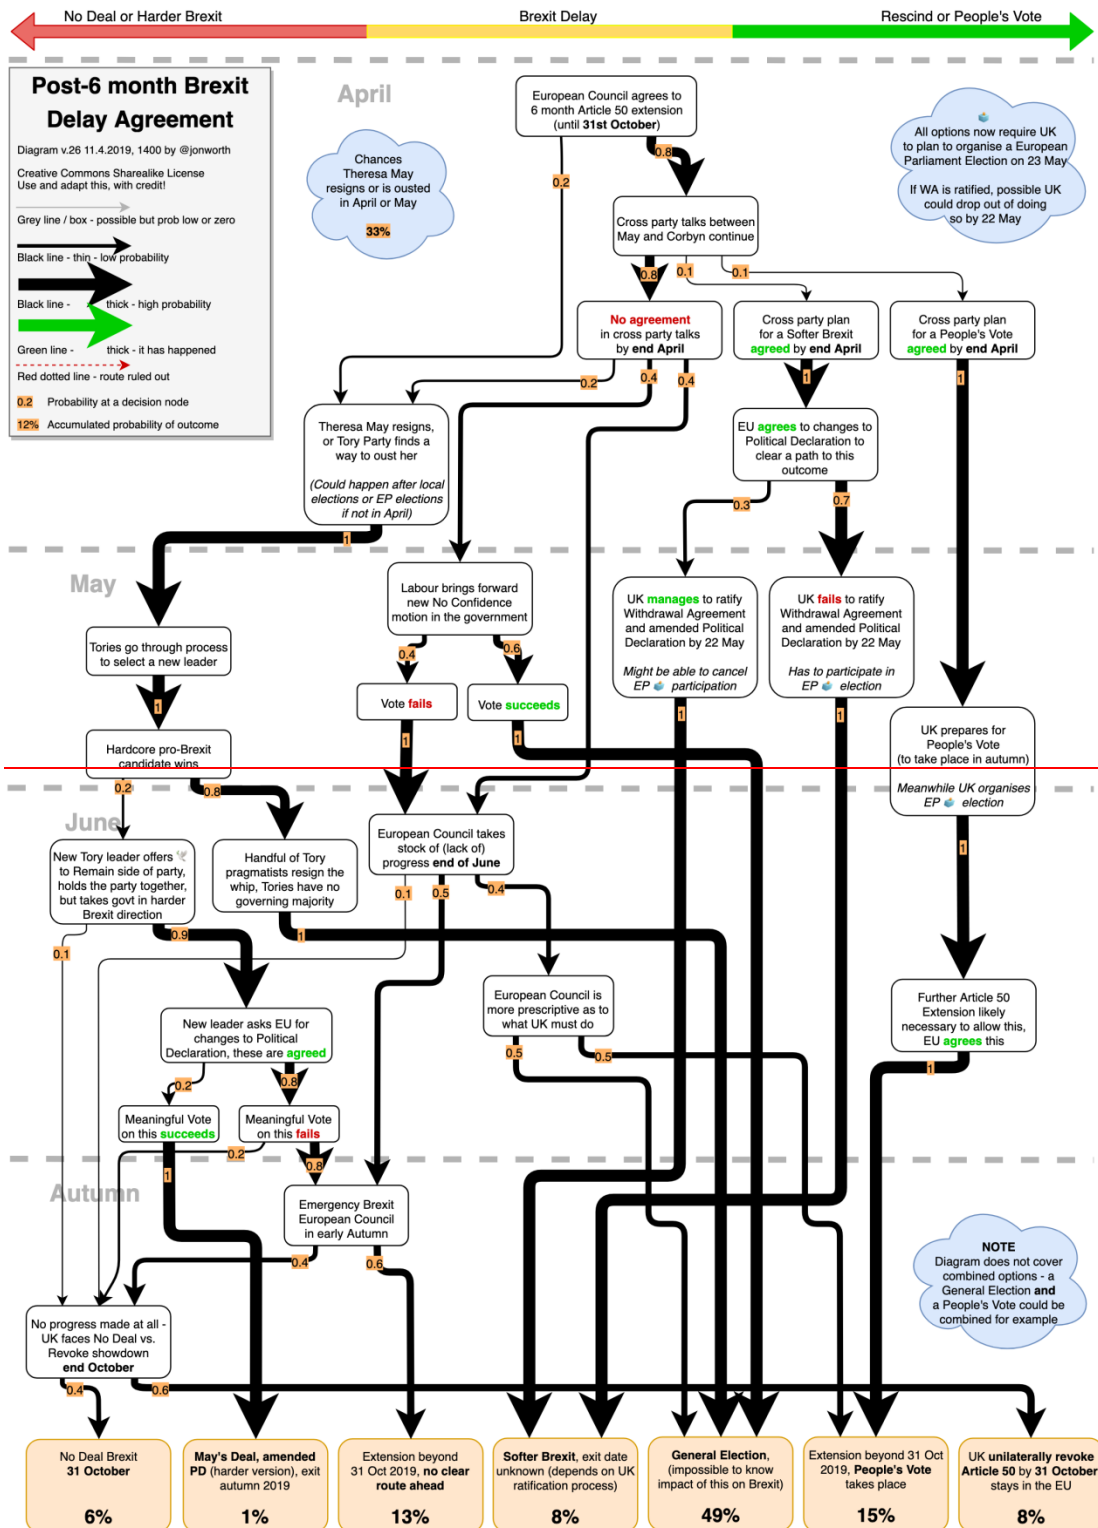 No Deal or Harder Brexit
Brexit Delay
Rescind or People's Vote
Post-6 month Brexit
Delay Agreement
Diagram v.26 11.4.2019, 1400 by @jonworth
Creative Commons Sharealike License
Use and adapt this, with credit!
Grey line / box - possible but prob low or zero
Black line - thin - low probability
Black line - thick - high probability
Green line - thick - it has happened
Red dotted line - route ruled out
0.2 Probability at a decision node
12% Accumulated probability of outcome
April
European Council agrees to
6 month Article 50 extension
(until 31st October)
All options now require UK
to plan to organise a European
Parliament Election on 23 May
If WA is ratified, possible UK
could drop out of doing
so by 22 May
Chances
Theresa May
resigns or is ousted
in April or May
33%
0.8
0.2
Cross party talks between
May and Corbyn continue
0.8
0.1
0.1
No agreement
in cross party talks
by end April
Cross party plan
for a Softer Brexit
agreed by end April
Cross party plan
for a People's Vote
agreed by end April
0.2
0.4
0.4
1
1
Theresa May resigns,
or Tory Party finds a
way to oust her
(Could happen after local
elections or EP elections
if not in April)
EU agrees to changes to
Political Declaration to
clear a path to this
outcome
0.3
0.7
1
May
Labour brings forward
new No Confidence
motion in the government
UK manages to ratify
Withdrawal Agreement
and amended Political
Declaration by 22 May
Might be able to cancel
EP participation
UK fails to ratify
Withdrawal Agreement
and amended Political
Declaration by 22 May
Has to participate in
EP election
Tories go through process
to select a new leader
0.4
0.6
Vote fails
Vote succeeds
1
1
1
1
1
Hardcore pro-Brexit
candidate wins
UK prepares for
People's Vote
(to take place in autumn)
Meanwhile UK organises
EP election
0.2
0.8
June
European Council takes
stock of (lack of)
progress end of June
New Tory leader offers
to Remain side of party,
holds the party together,
but takes govt in harder
Brexit direction
Handful of Tory
pragmatists resign the
whip, Tories have no
governing majority
1
0.1
0.5
0.4
0.1
0.9
1
European Council is
more prescriptive as to
what UK must do
Further Article 50
Extension likely
necessary to allow this,
EU agrees this
New leader asks EU for
changes to Political
Declaration, these are agreed
0.5
0.5
1
0.2
0.8
Meaningful Vote
on this succeeds
Meaningful Vote
on this fails
0.2
0.8
1
Autumn
Emergency Brexit
European Council
in early Autumn
0.4
0.6
NOTE
Diagram does not cover
combined options - a
General Election and
a People's Vote could be
combined for example
No progress made at all -
UK faces No Deal vs.
Revoke showdown
end October
0.4
0.6
No Deal Brexit
31 October
6%
May's Deal, amended
PD (harder version), exit
autumn 2019
1%
Extension beyond
31 Oct 2019, no clear
route ahead
13%
Softer Brexit, exit date
unknown (depends on UK
ratification process)
8%
General Election,
(impossible to know
impact of this on Brexit)
49%
Extension beyond 31 Oct
2019, People's Vote
takes place
15%
UK unilaterally revoke
Article 50 by 31 October,
stays in the EU
8%